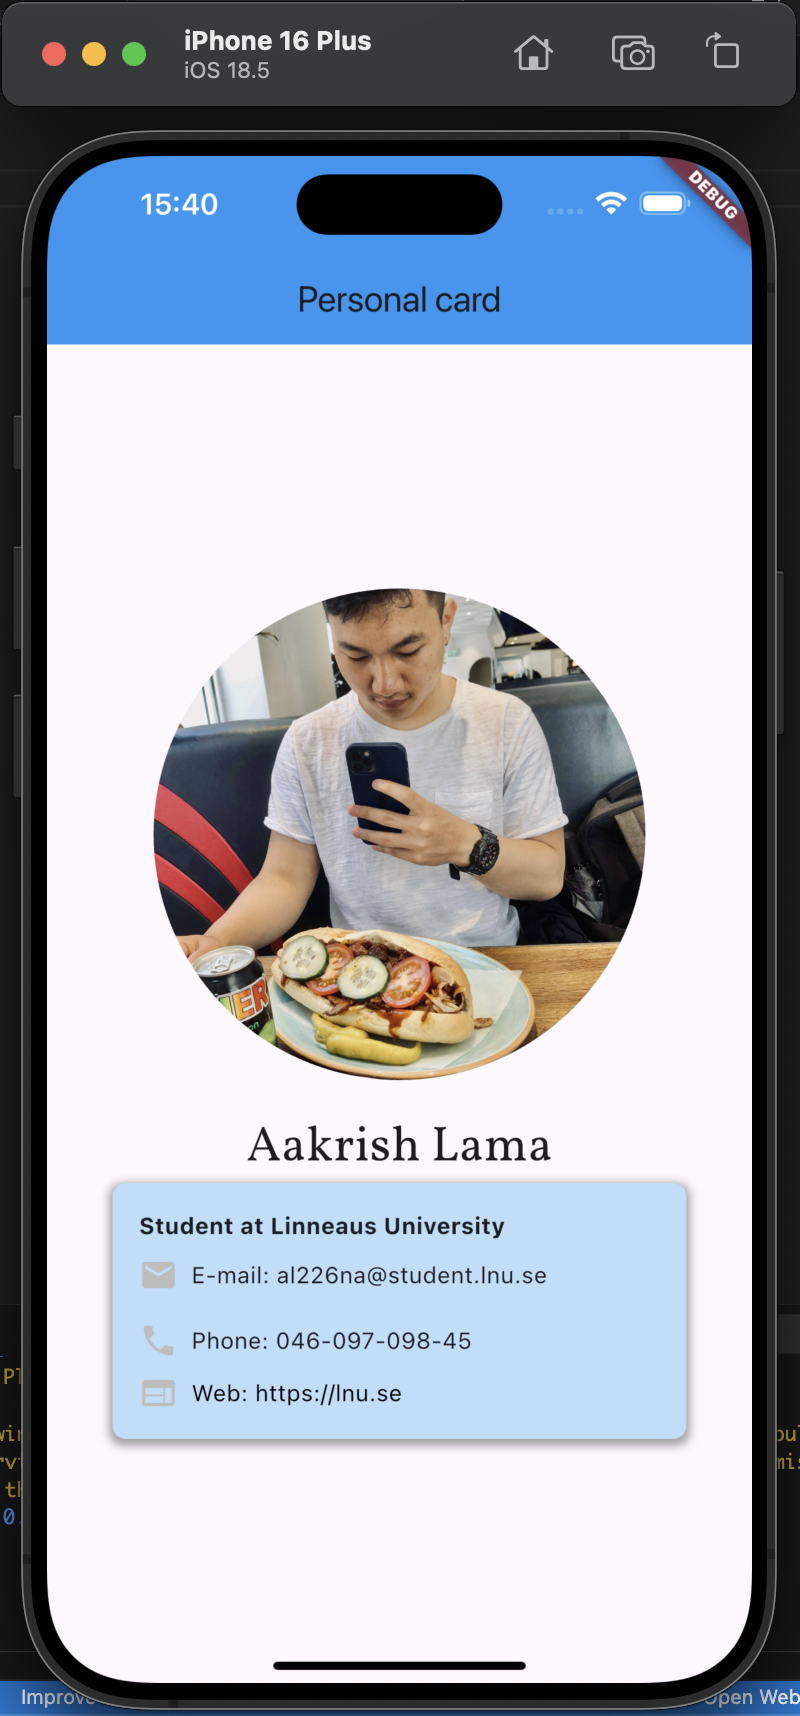 iPhone 16 Plus
iOS 18.5
15:40
DEBUG
Personal card
Aakrish Lama
Student at Linneaus University
E-mail: al226na@student.lnu.se
Phone: 046-097-098-45
Web: https://lnu.se
Open Web